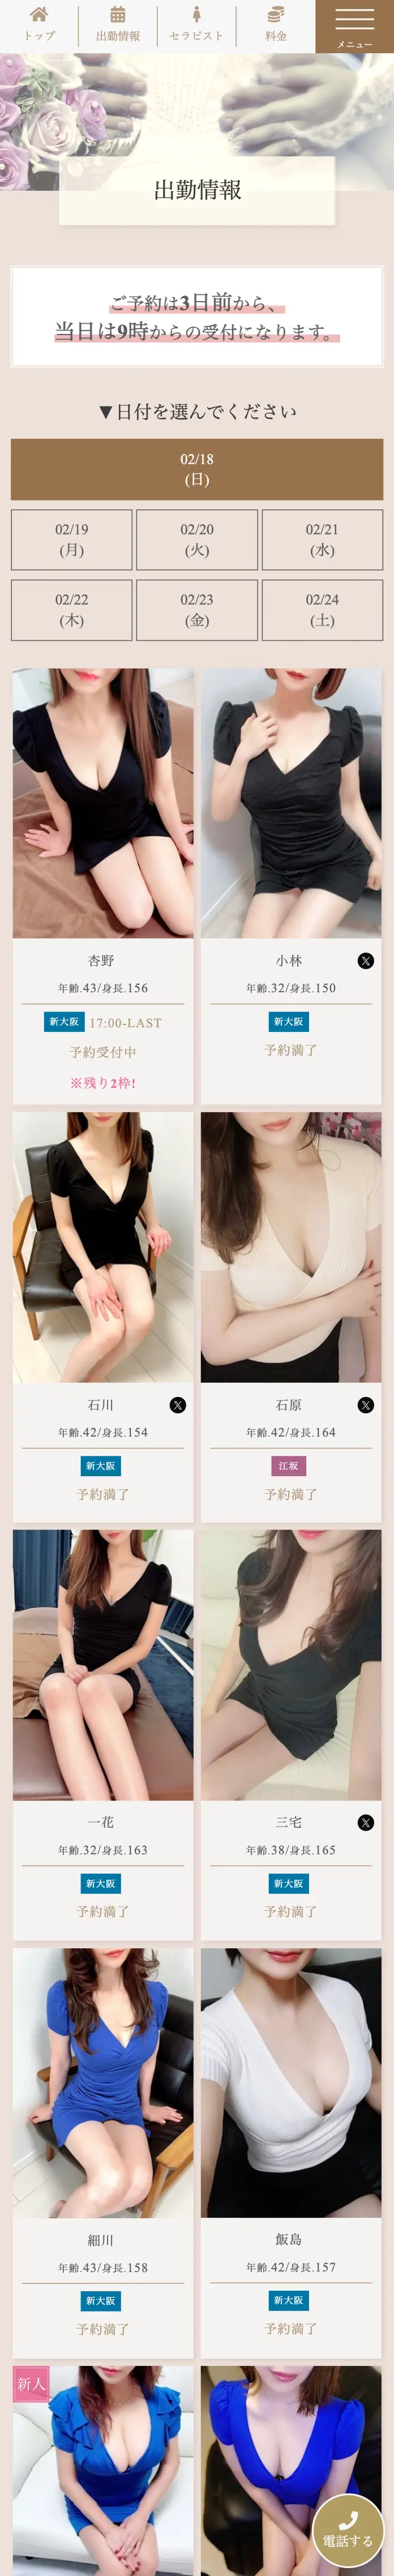 トップ
出勤情報
セラピスト
料金
メニュー
出勤情報
ご予約は3日前から、
当日は9時からの受付になります。
▼日付を選んでください
02/18
(日)
02/19
(月)
02/20
(火)
02/21
(水)
02/22
(木)
02/23
(金)
02/24
(土)
杏野
年齢.43/身長.156
新大阪 17:00-LAST
予約受付中
※残り2枠!
小林
年齢.32/身長.150
新大阪
予約満了
石川
年齢.42/身長.154
新大阪
予約満了
石原
年齢.42/身長.164
江坂
予約満了
一花
年齢.32/身長.163
新大阪
予約満了
三宅
年齢.38/身長.165
新大阪
予約満了
細川
年齢.43/身長.158
新大阪
予約満了
飯島
年齢.42/身長.157
新大阪
予約満了
新人
電話する